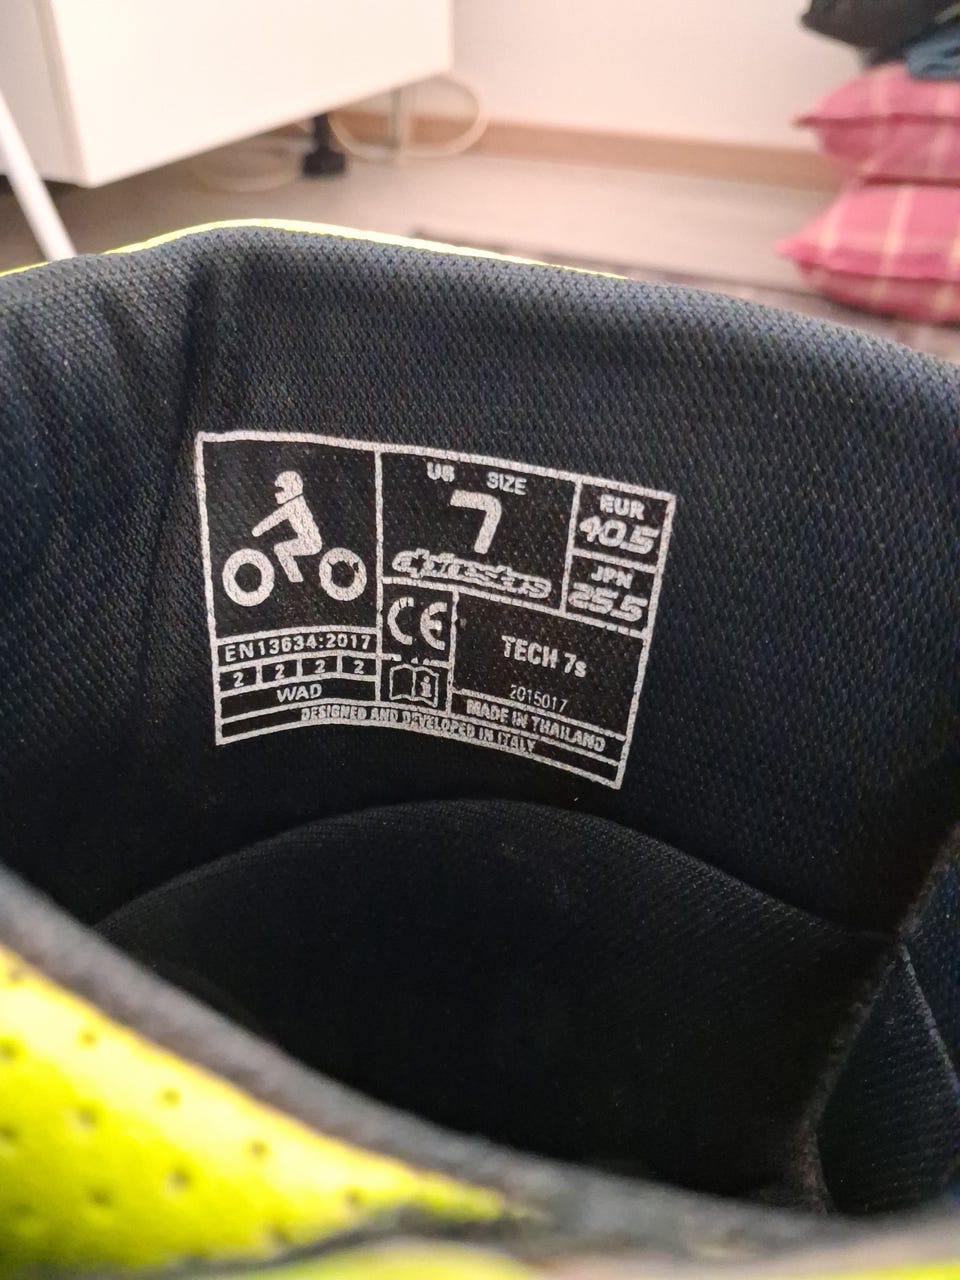 US SIZE
7
alpinestars
EUR
40.5
JPN
25.5
EN13634:2017
2 2 2 2
WAD
CE
i
TECH 7s
2015017
MADE IN THAILAND
DESIGNED AND DEVELOPED IN ITALY